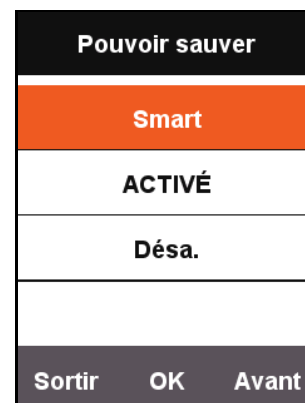 Pouvoir sauver
Smart
ACTIVÉ
Désa.
Sortir OK Avant